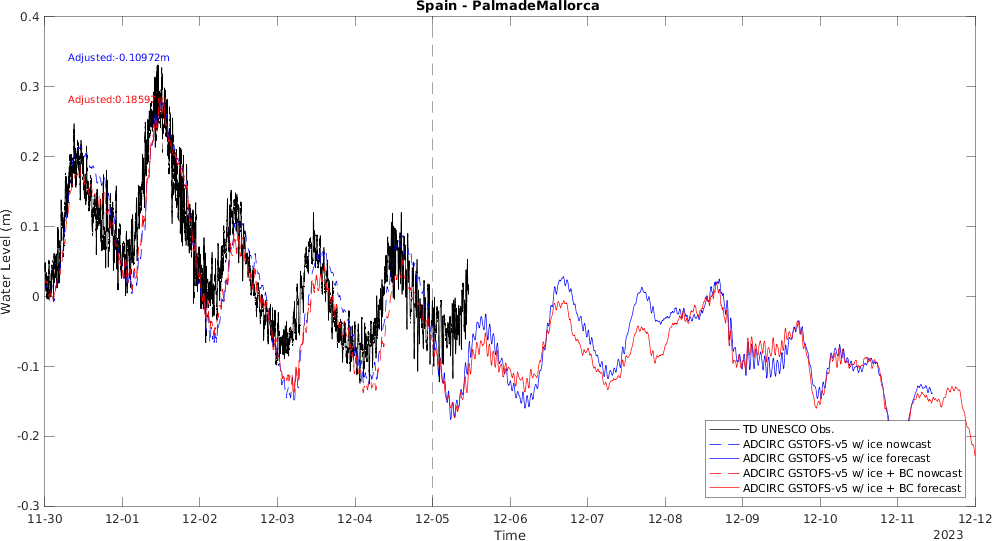 Spain - PalmadeMallorca
0.4
0.3
0.2
0.1
0
-0.1
-0.2
-0.3
Water Level (m)
Adjusted:-0.10972m
Adjusted:0.1859
TD UNESCO Obs.
ADCIRC GSTOFS-v5 w/ ice nowcast
ADCIRC GSTOFS-v5 w/ ice forecast
ADCIRC GSTOFS-v5 w/ ice + BC nowcast
ADCIRC GSTOFS-v5 w/ ice + BC forecast
11-30 12-01 12-02 12-03 12-04 12-05 12-06 12-07 12-08 12-09 12-10 12-11 12-12
Time
2023